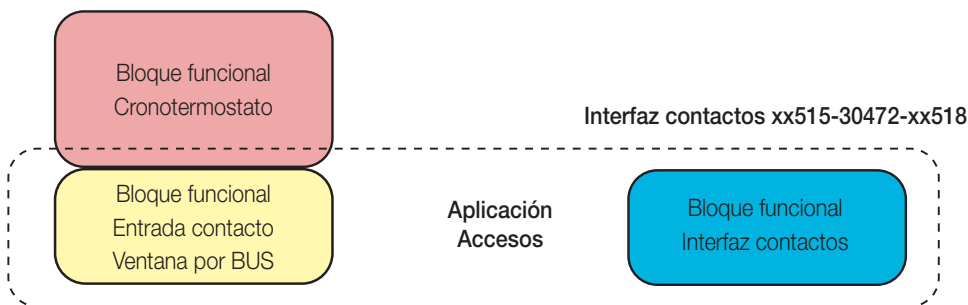 Bloque funcional
Cronotermostato
Interfaz contactos xx515-30472-xx518
Bloque funcional
Entrada contacto
Ventana por BUS
Aplicación
Accesos
Bloque funcional
Interfaz contactos